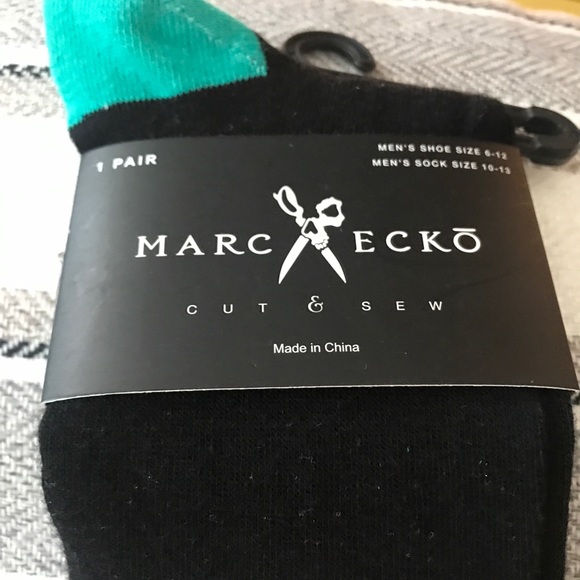 1 PAIR
MEN'S SHOE SIZE 6-12
MEN'S SOCK SIZE 10-13
MARC ECKŌ
CUT & SEW
Made in China